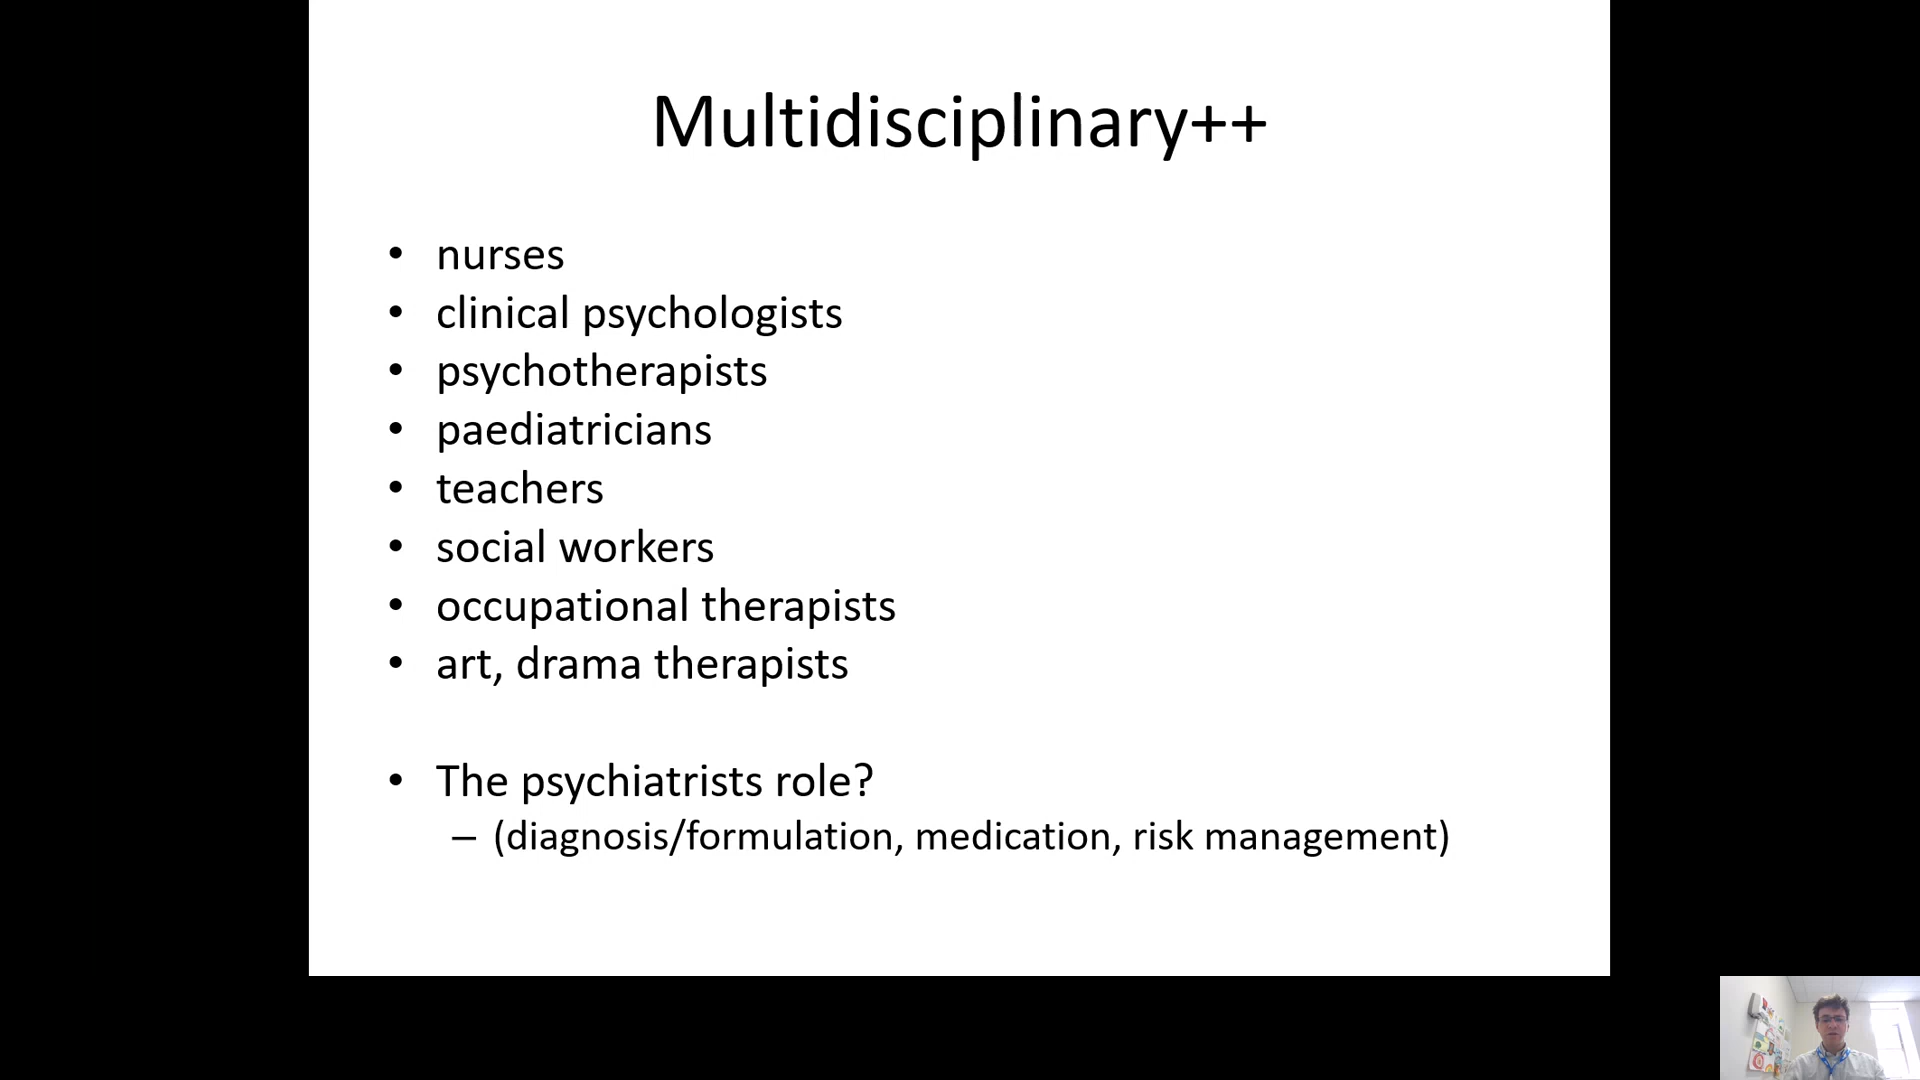 Multidisciplinary++
• nurses
• clinical psychologists
• psychotherapists
• paediatricians
• teachers
• social workers
• occupational therapists
• art, drama therapists
• The psychiatrists role?
– (diagnosis/formulation, medication, risk management)